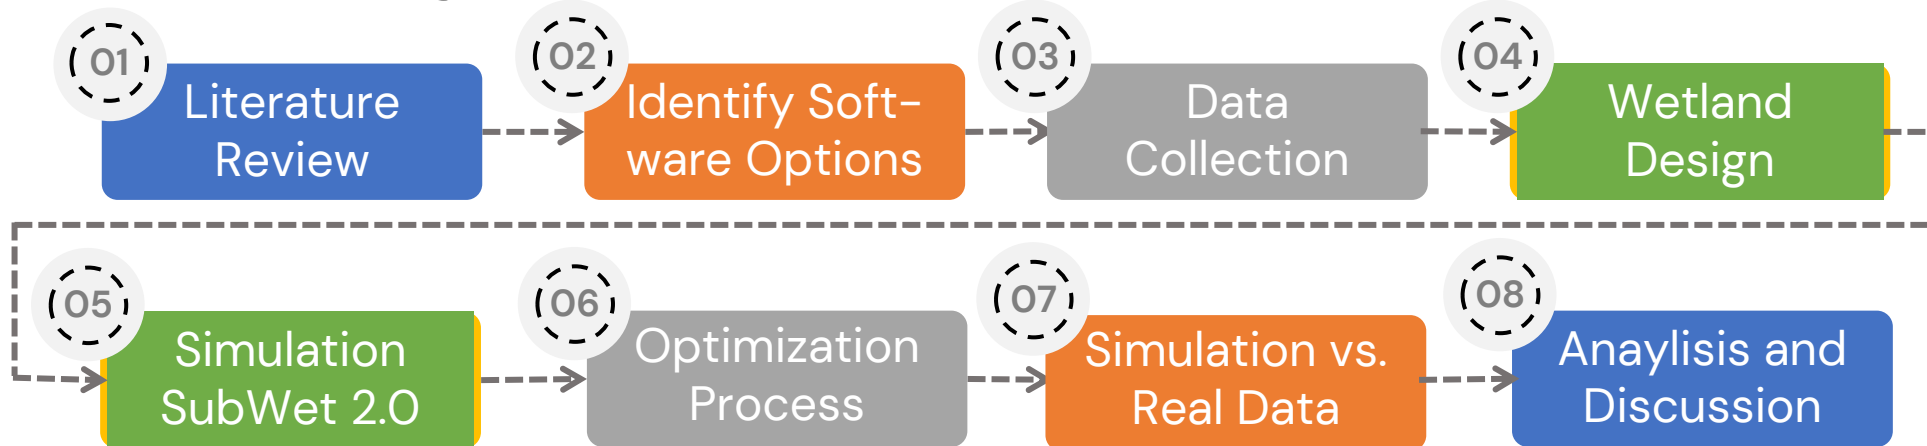 01
Literature
Review
02
Identify Soft-
ware Options
03
Data
Collection
04
Wetland
Design
05
Simulation
SubWet 2.0
06
Optimization
Process
07
Simulation vs.
Real Data
08
Anaylisis and
Discussion